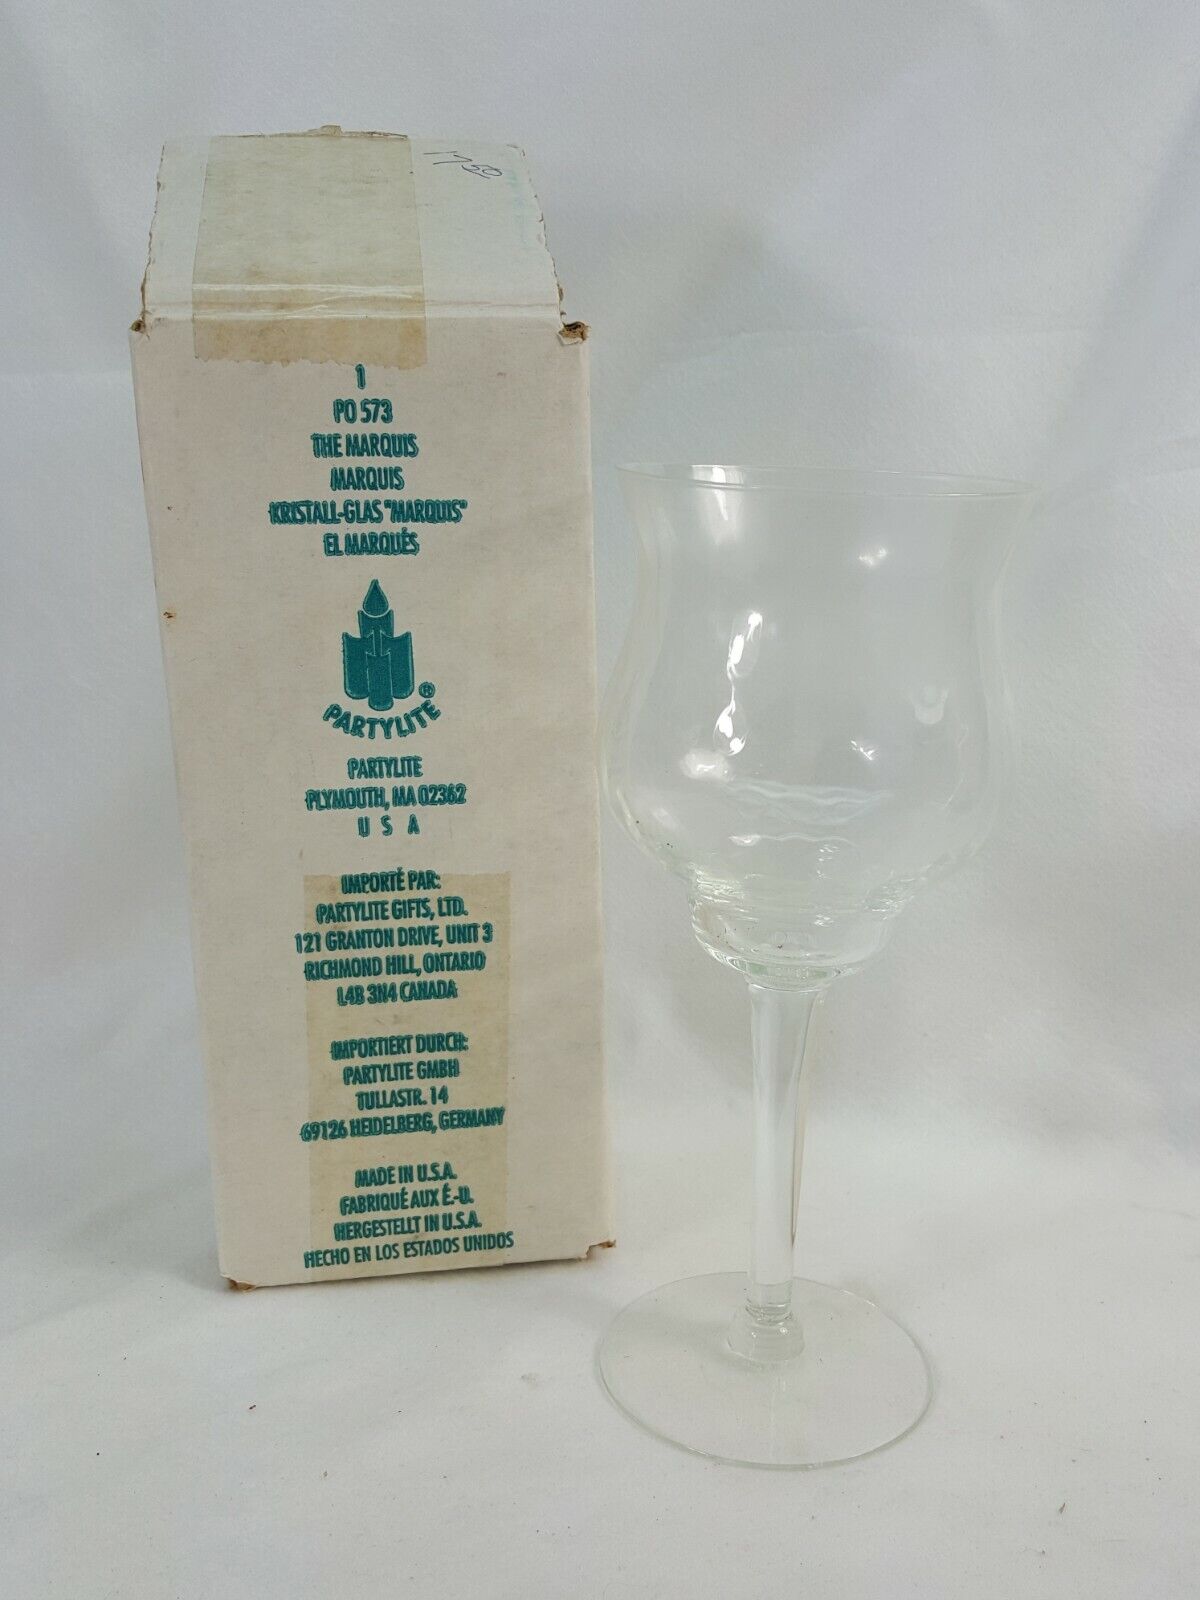 17.50
1
PO 573
THE MARQUIS
MARQUIS
KRISTALL-GLAS "MARQUIS"
EL MARQUÉS
PARTYLITE®
PARTYLITE
PLYMOUTH, MA 02362
U S A
IMPORTÉ PAR:
PARTYLITE GIFTS, LTD.
121 GRANTON DRIVE, UNIT 3
RICHMOND HILL, ONTARIO
L4B 3N4 CANADA
IMPORTIERT DURCH:
PARTYLITE GMBH
TULLASTR. 14
69126 HEIDELBERG, GERMANY
MADE IN U.S.A.
FABRIQUÉ AUX É.-U.
HERGESTELLT IN U.S.A.
HECHO EN LOS ESTADOS UNIDOS